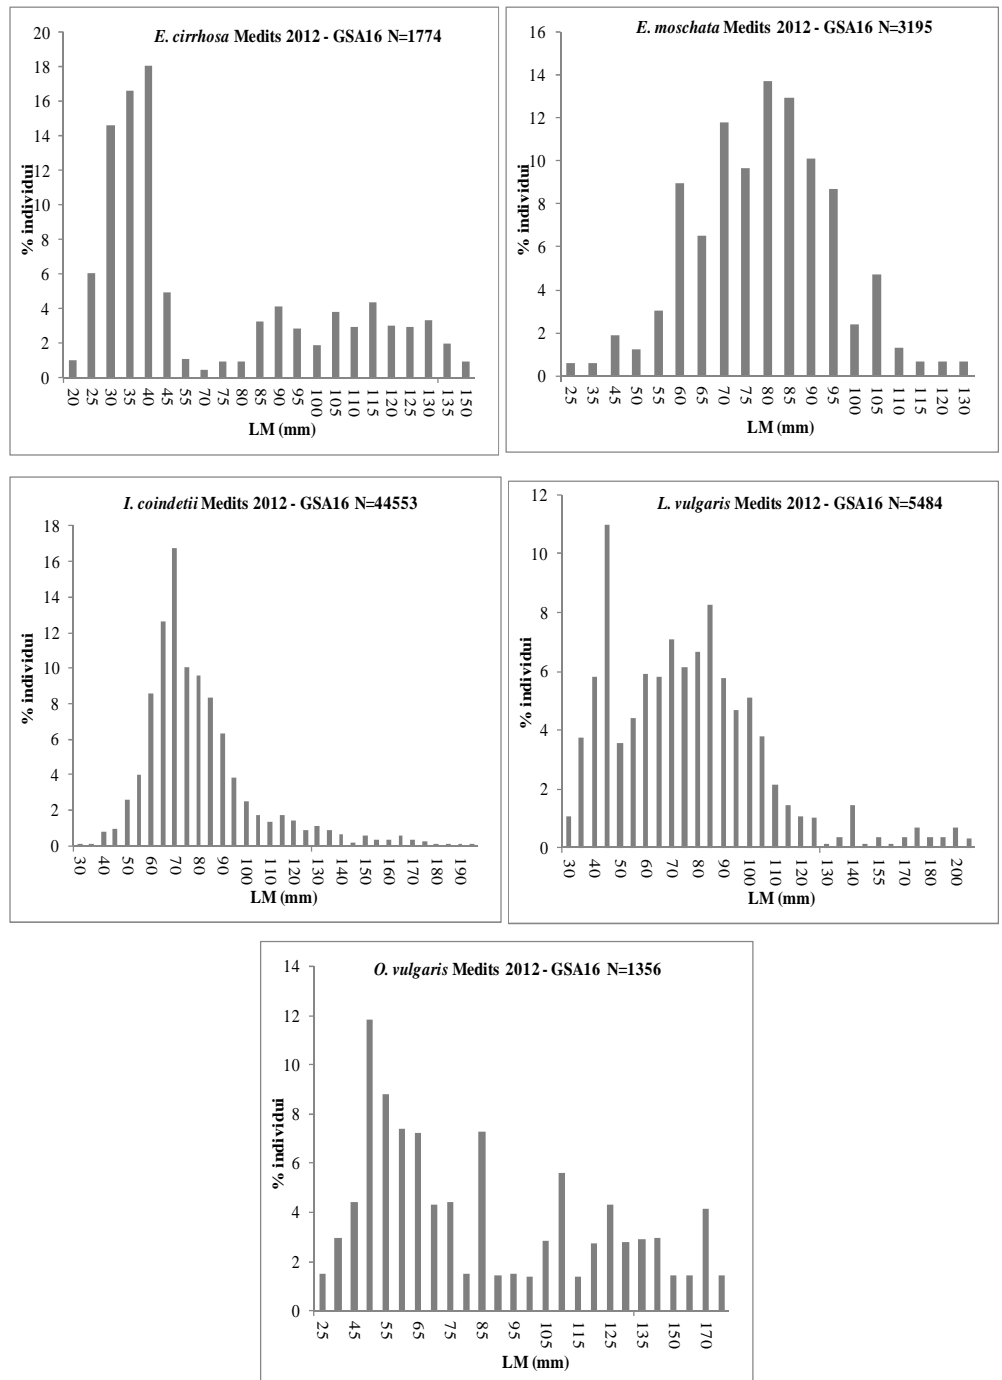 E. cirrhosa Medits 2012 - GSA16 N=1774
% individui
20
18
16
14
12
10
8
6
4
2
0
20 25 30 35 40 45 55 70 75 80 85 90 95 100 105 110 115 120 125 130 135 150
LM (mm)
E. moschata Medits 2012 - GSA16 N=3195
% individui
16
14
12
10
8
6
4
2
0
25 35 45 50 55 60 65 70 75 80 85 90 95 100 105 110 115 120 130
LM (mm)
I. coindetii Medits 2012 - GSA16 N=44553
% individui
18
16
14
12
10
8
6
4
2
0
30 40 50 60 70 80 90 100 110 120 130 140 150 160 170 180 190
LM (mm)
L. vulgaris Medits 2012 - GSA16 N=5484
% individui
12
10
8
6
4
2
0
30 40 50 60 70 80 90 100 110 120 130 140 155 170 180 200
LM (mm)
O. vulgaris Medits 2012 - GSA16 N=1356
% individui
14
12
10
8
6
4
2
0
25 45 55 65 75 85 95 105 115 125 135 150 170
LM (mm)